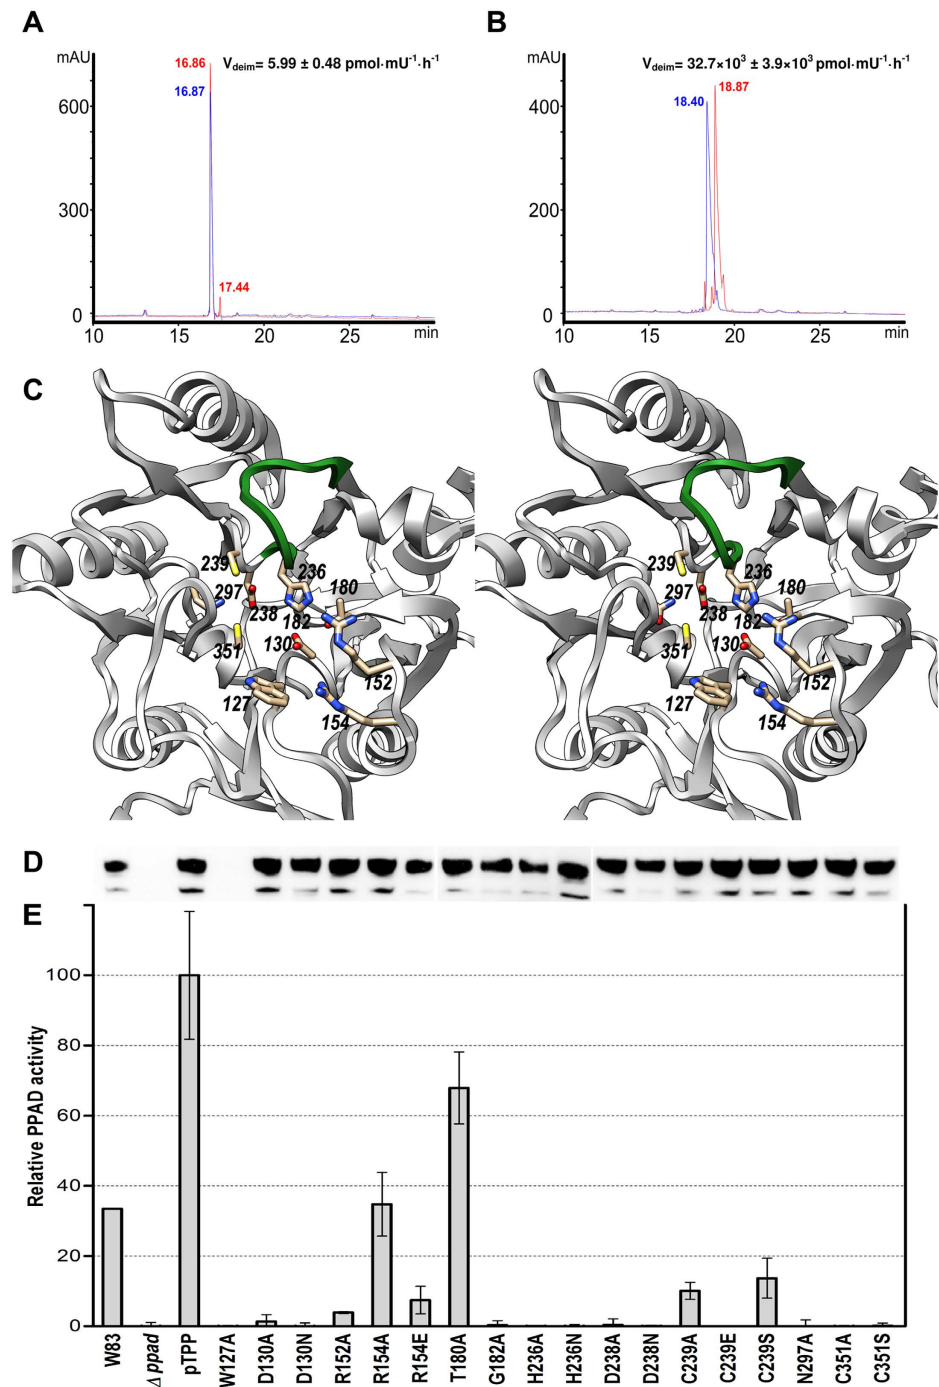 A
mAU
V_deim= 5.99 ± 0.48 pmol·mU⁻¹·h⁻¹
16.86
16.87
600
300
17.44
0
10
15
20
25
min
B
mAU
V_deim= 32.7×10³ ± 3.9×10³ pmol·mU⁻¹·h⁻¹
18.87
18.40
400
200
0
10
15
20
25
min
C
239
236
297
180
238
182
351
130
152
127
154
239
236
297
180
238
182
351
130
152
127
154
D
E
Relative PPAD activity
100
80
60
40
20
0
W83
Δ ppad
pTPP
W127A
D130A
D130N
R152A
R154A
R154E
T180A
G182A
H236A
H236N
D238A
D238N
C239A
C239E
C239S
N297A
C351A
C351S